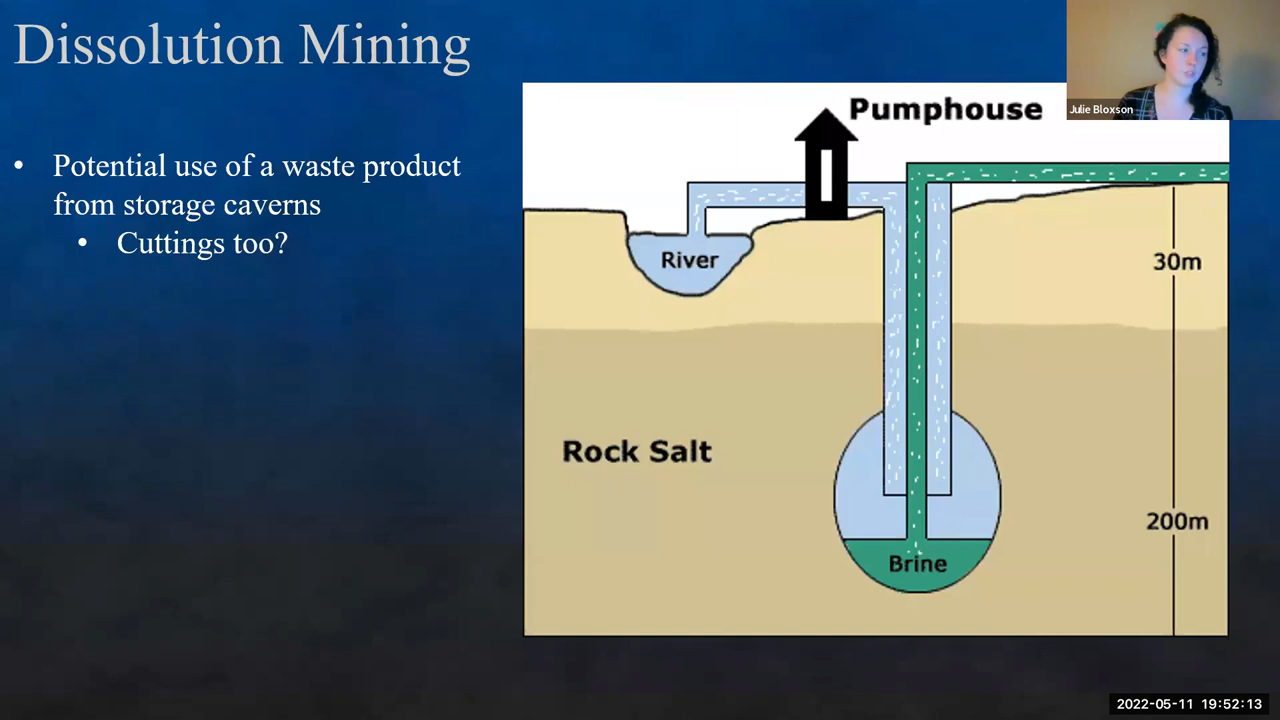 Dissolution Mining
• Potential use of a waste product
from storage caverns
• Cuttings too?
Pumphouse
Julie Bloxson
River
30m
Rock Salt
200m
Brine
2022-05-11 19:52:13